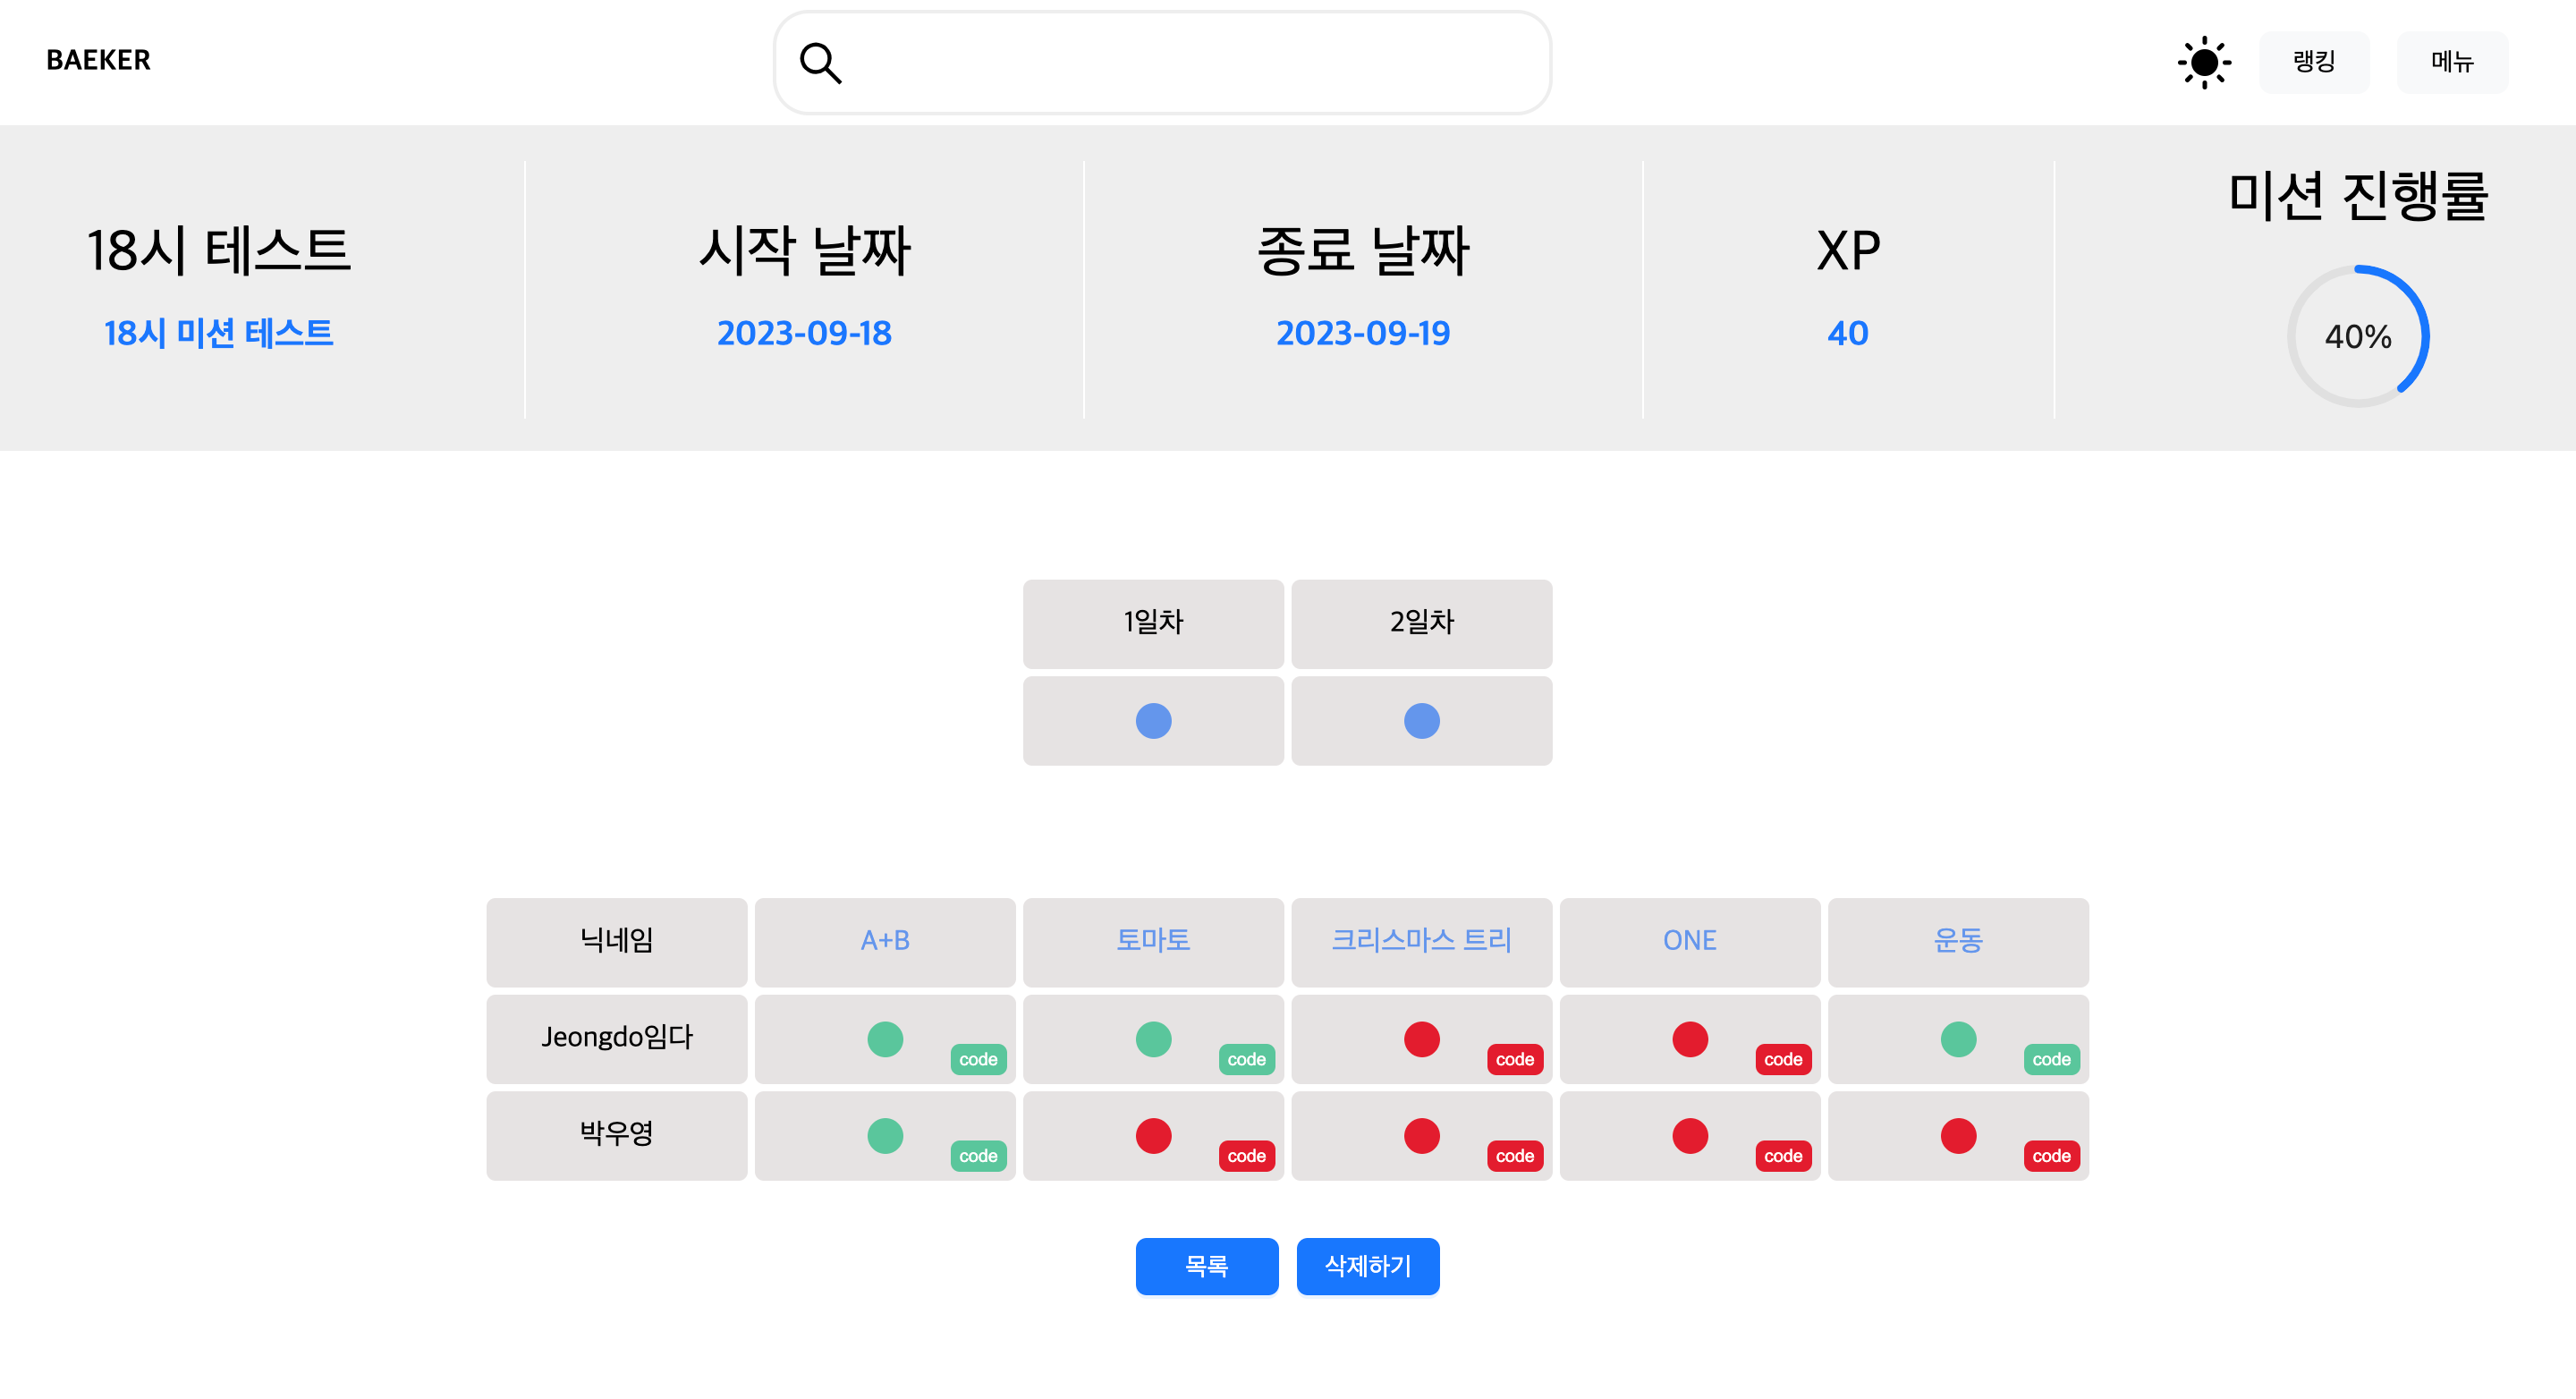 BAEKER
랭킹
메뉴
18시 테스트
18시 미션 테스트
시작 날짜
2023-09-18
종료 날짜
2023-09-19
XP
40
미션 진행률
40%
1일차 2일차
닉네임 A+B 토마토 크리스마스 트리 ONE 운동
Jeongdo임다 code code code code code
박우영 code code code code code
목록 삭제하기